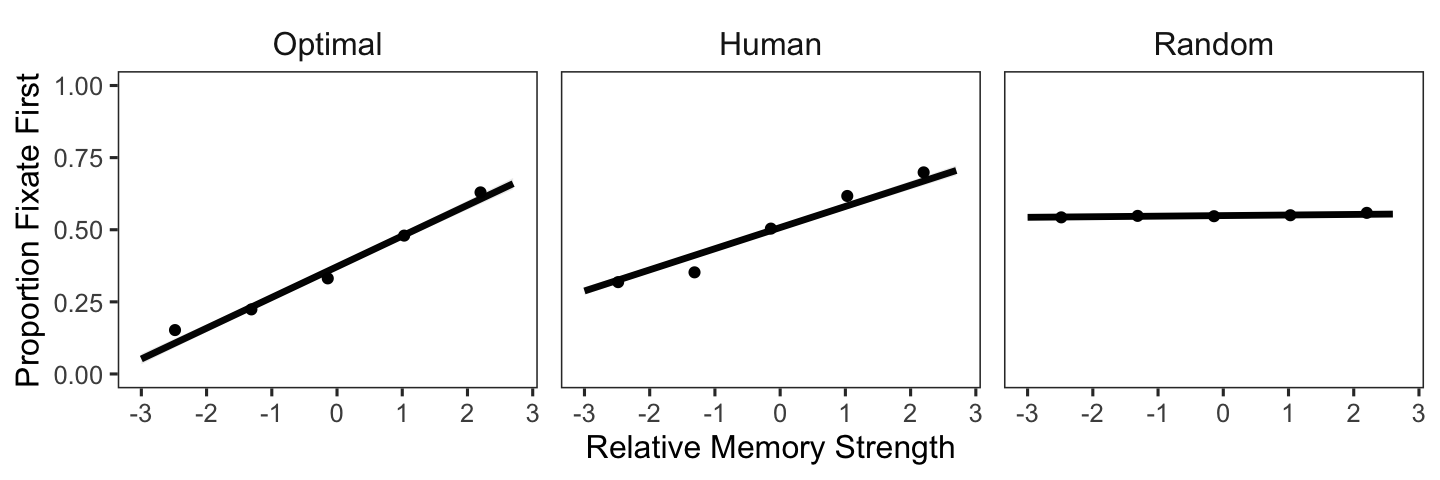 Optimal
Human
Random
Proportion Fixate First
1.00
0.75
0.50
0.25
0.00
-3 -2 -1 0 1 2 3
-3 -2 -1 0 1 2 3
-3 -2 -1 0 1 2 3
Relative Memory Strength